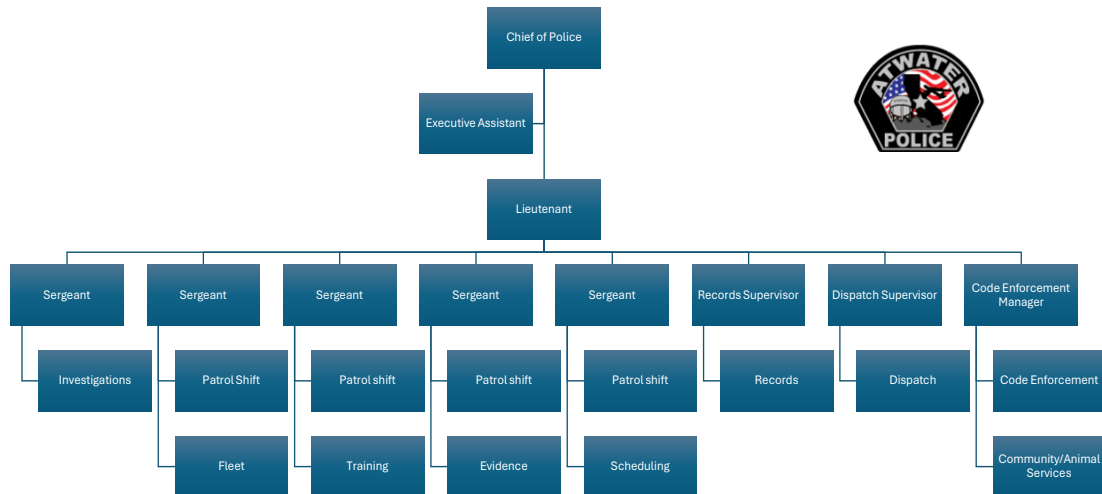 Chief of Police
ATWATER
POLICE
Executive Assistant
Lieutenant
Sergeant
Sergeant
Sergeant
Sergeant
Sergeant
Records Supervisor
Dispatch Supervisor
Code Enforcement
Manager
Investigations
Patrol Shift
Patrol shift
Patrol shift
Patrol shift
Records
Dispatch
Code Enforcement
Fleet
Training
Evidence
Scheduling
Community/Animal
Services